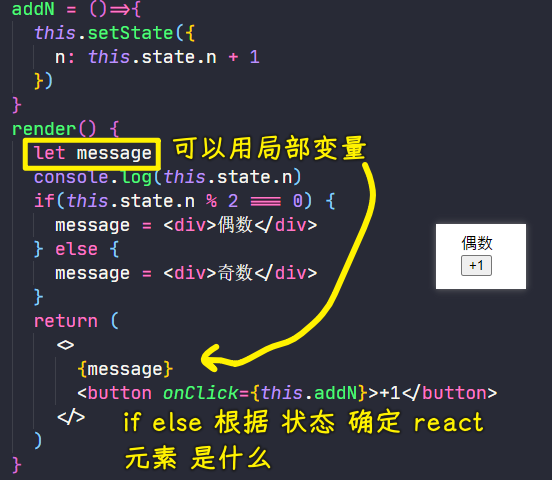 addN = ()=>{
this.setState({
n: this.state.n + 1
})
}
render() {
let message 可以用局部变量
console.log(this.state.n)
if(this.state.n % 2 === 0) {
message = <div>偶数</div>
} else {
message = <div>奇数</div>
}
return (
<>
{message}
<button onClick={this.addN}>+1</button>
</>
)
}
if else 根据 状态 确定 react
元素 是什么
偶数
+1